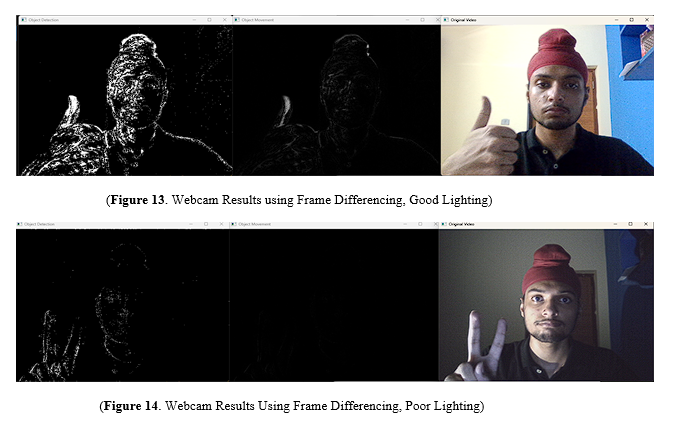 Object Detection
Object Movement
Original Video
(Figure 13. Webcam Results using Frame Differencing, Good Lighting)
Object Detection
Object Movement
Original Video
(Figure 14. Webcam Results Using Frame Differencing, Poor Lighting)